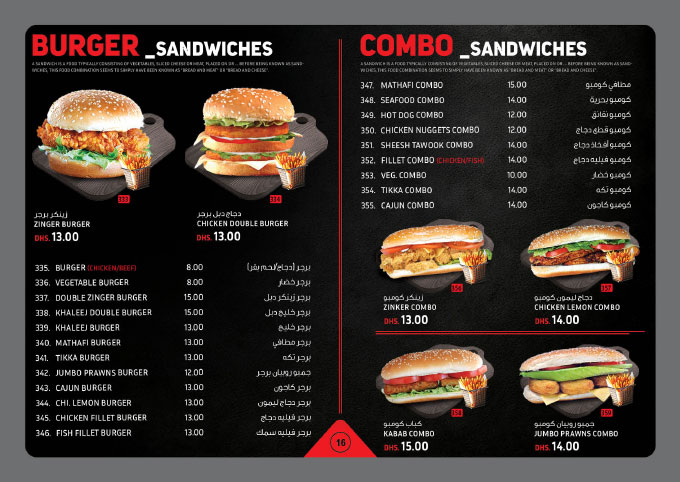 BURGER _SANDWICHES
A SANDWICH IS A FOOD TYPICALLY CONSISTING OF VEGETABLES, SLICED CHEESE OR MEAT, PLACED ON OR ... BEFORE BEING KNOWN AS SAND-
WICHES, THIS FOOD COMBINATION SEEMS TO SIMPLY HAVE BEEN KNOWN AS "BREAD AND MEAT" OR "BREAD AND CHEESE".
333
زينكر برجر
ZINGER BURGER
DHS. 13.00
334
دجاج دبل برجر
CHICKEN DOUBLE BURGER
DHS. 13.00
335. BURGER (CHICKEN/BEEF) 8.00 برجر (دجاج/لحم بقر)
336. VEGETABLE BURGER 8.00 برجر خضار
337. DOUBLE ZINGER BURGER 15.00 برجر زينكر دبل
338. KHALEEJ DOUBLE BURGER 15.00 برجر خليج دبل
339. KHALEEJ BURGER 13.00 برجر خليج
340. MATHAFI BURGER 13.00 برجر مطافي
341. TIKKA BURGER 13.00 برجر تكه
342. JUMBO PRAWNS BURGER 12.00 جمبو روبيان برجر
343. CAJUN BURGER 13.00 برجر كاجون
344. CHI. LEMON BURGER 13.00 برجر دجاج ليمون
345. CHICKEN FILLET BURGER 13.00 برجر فيليه دجاج
346. FISH FILLET BURGER 13.00 برجر فيليه سمك
COMBO _SANDWICHES
A SANDWICH IS A FOOD TYPICALLY CONSISTING OF VEGETABLES, SLICED CHEESE OR MEAT, PLACED ON OR ... BEFORE BEING KNOWN AS SAND-
WICHES, THIS FOOD COMBINATION SEEMS TO SIMPLY HAVE BEEN KNOWN AS "BREAD AND MEAT" OR "BREAD AND CHEESE".
347. MATHAFI COMBO 15.00 مطافي كومبو
348. SEAFOOD COMBO 14.00 كومبو بحرية
349. HOT DOG COMBO 12.00 كومبو نقانق
350. CHICKEN NUGGETS COMBO 12.00 كومبو قطع دجاج
351. SHEESH TAWOOK COMBO 14.00 كومبو أفخاذ دجاج
352. FILLET COMBO (CHICKEN/FISH) 14.00 كومبو فيليه دجاج
353. VEG. COMBO 10.00 كومبو خضار
354. TIKKA COMBO 14.00 كومبو تكه
355. CAJUN COMBO 14.00 كومبو كاجون
356
زينكر كومبو
ZINKER COMBO
DHS. 13.00
357
دجاج ليمون كومبو
CHICKEN LEMON COMBO
DHS. 14.00
358
كباب كومبو
KABAB COMBO
DHS. 15.00
359
جمبو روبيان كومبو
JUMBO PRAWNS COMBO
DHS. 14.00
16